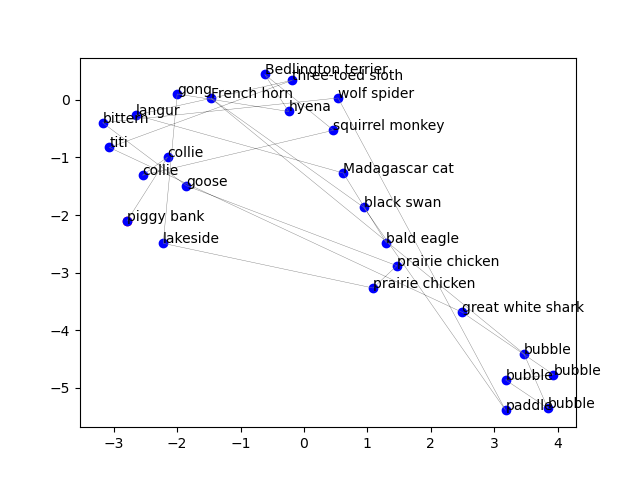 Bedlington terrier
three-toed sloth
gong
French horn
wolf spider
hyena
langur
bittern
squirrel monkey
titi
collie
collie
Madagascar cat
goose
black swan
piggy bank
lakeside
bald eagle
prairie chicken
prairie chicken
great white shark
bubble
bubble
bubble
paddle
bubble
0
−1
−2
−3
−4
−5
−3 −2 −1 0 1 2 3 4